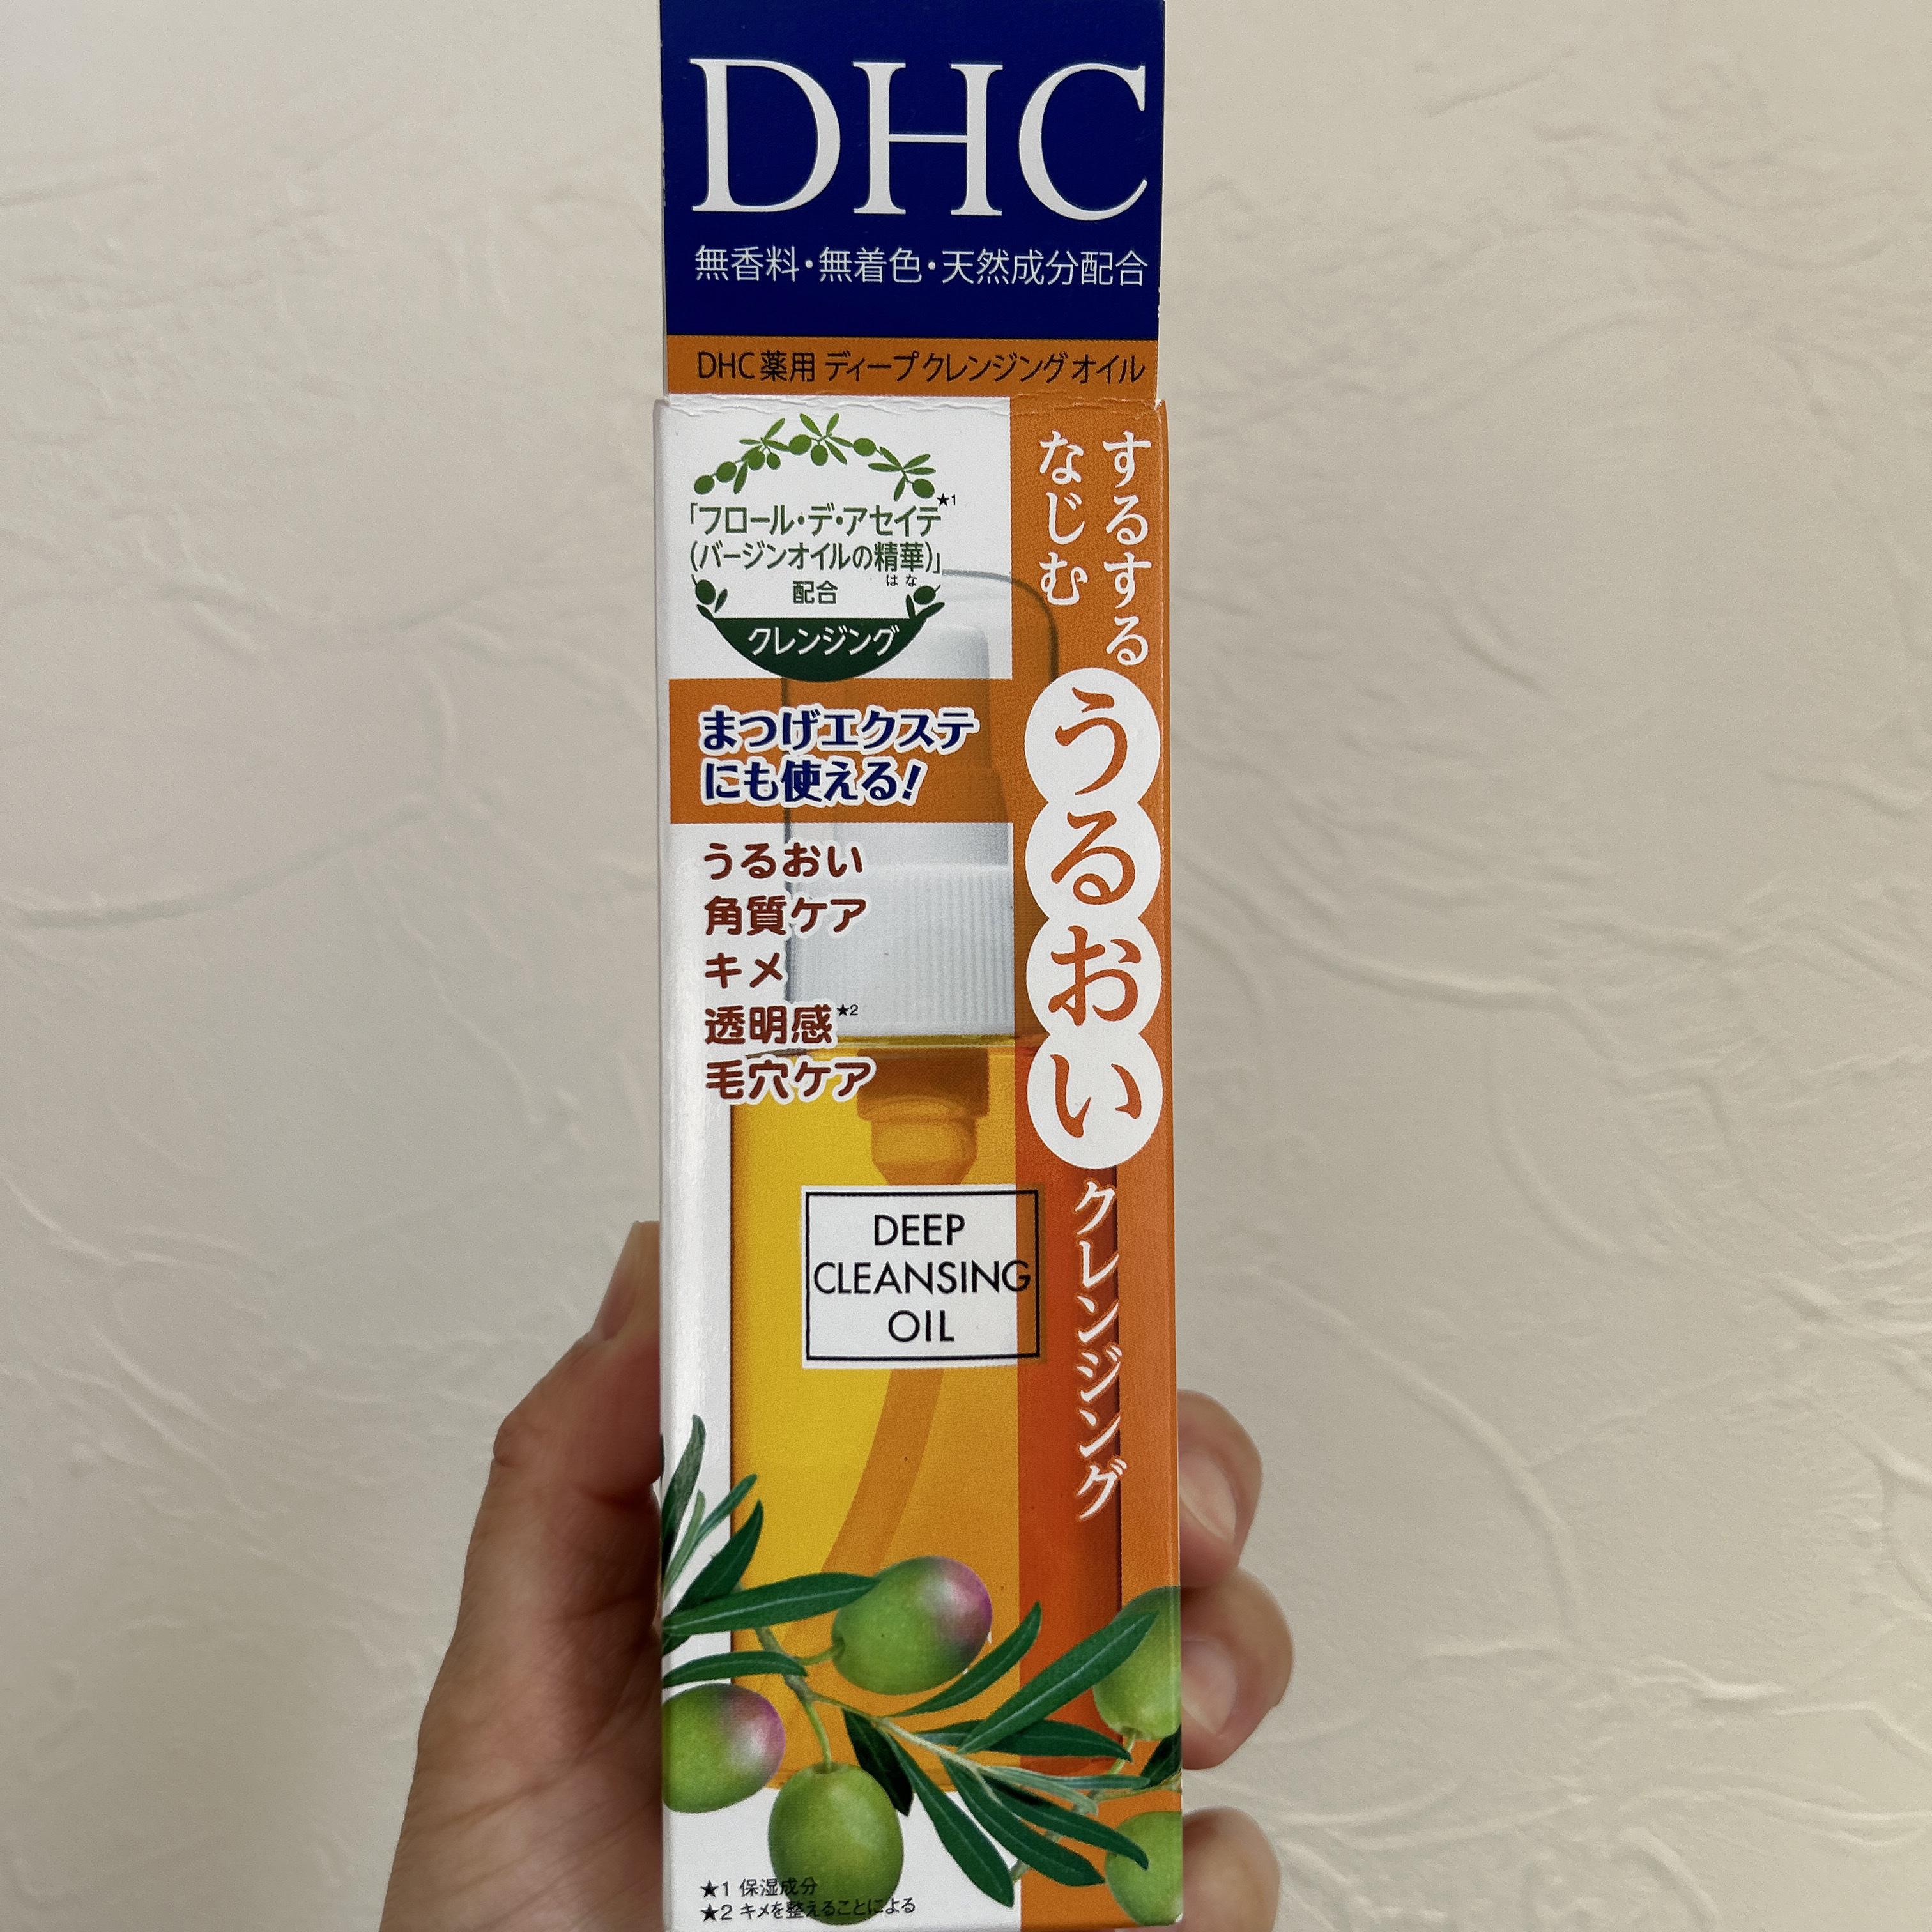 DHC
無香料・無着色・天然成分配合
DHC薬用 ディープクレンジングオイル
するする
なじむ
うるおい
クレンジング
「フロール・デ・アセイテ★1
(バージンオイルの精華)」
はな
配合
クレンジング
まつげエクステ
にも使える!
うるおい
角質ケア
キメ
透明感★2
毛穴ケア
DEEP
CLEANSING
OIL
★1 保湿成分
★2 キメを整えることによる